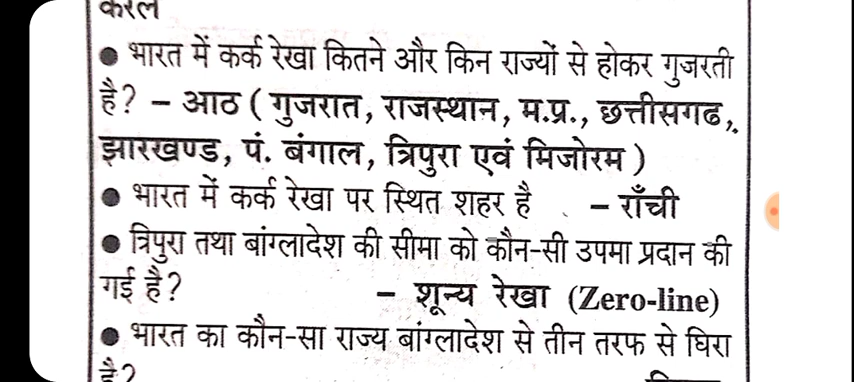 करल
● भारत में कर्क रेखा कितने और किन राज्यों से होकर गुजरती
है? – आठ ( गुजरात, राजस्थान, म.प्र., छत्तीसगढ,
झारखण्ड, पं. बंगाल, त्रिपुरा एवं मिजोरम )
● भारत में कर्क रेखा पर स्थित शहर है – राँची
● त्रिपुरा तथा बांग्लादेश की सीमा को कौन-सी उपमा प्रदान की
गई है? – शून्य रेखा (Zero-line)
● भारत का कौन-सा राज्य बांग्लादेश से तीन तरफ से घिरा
है?